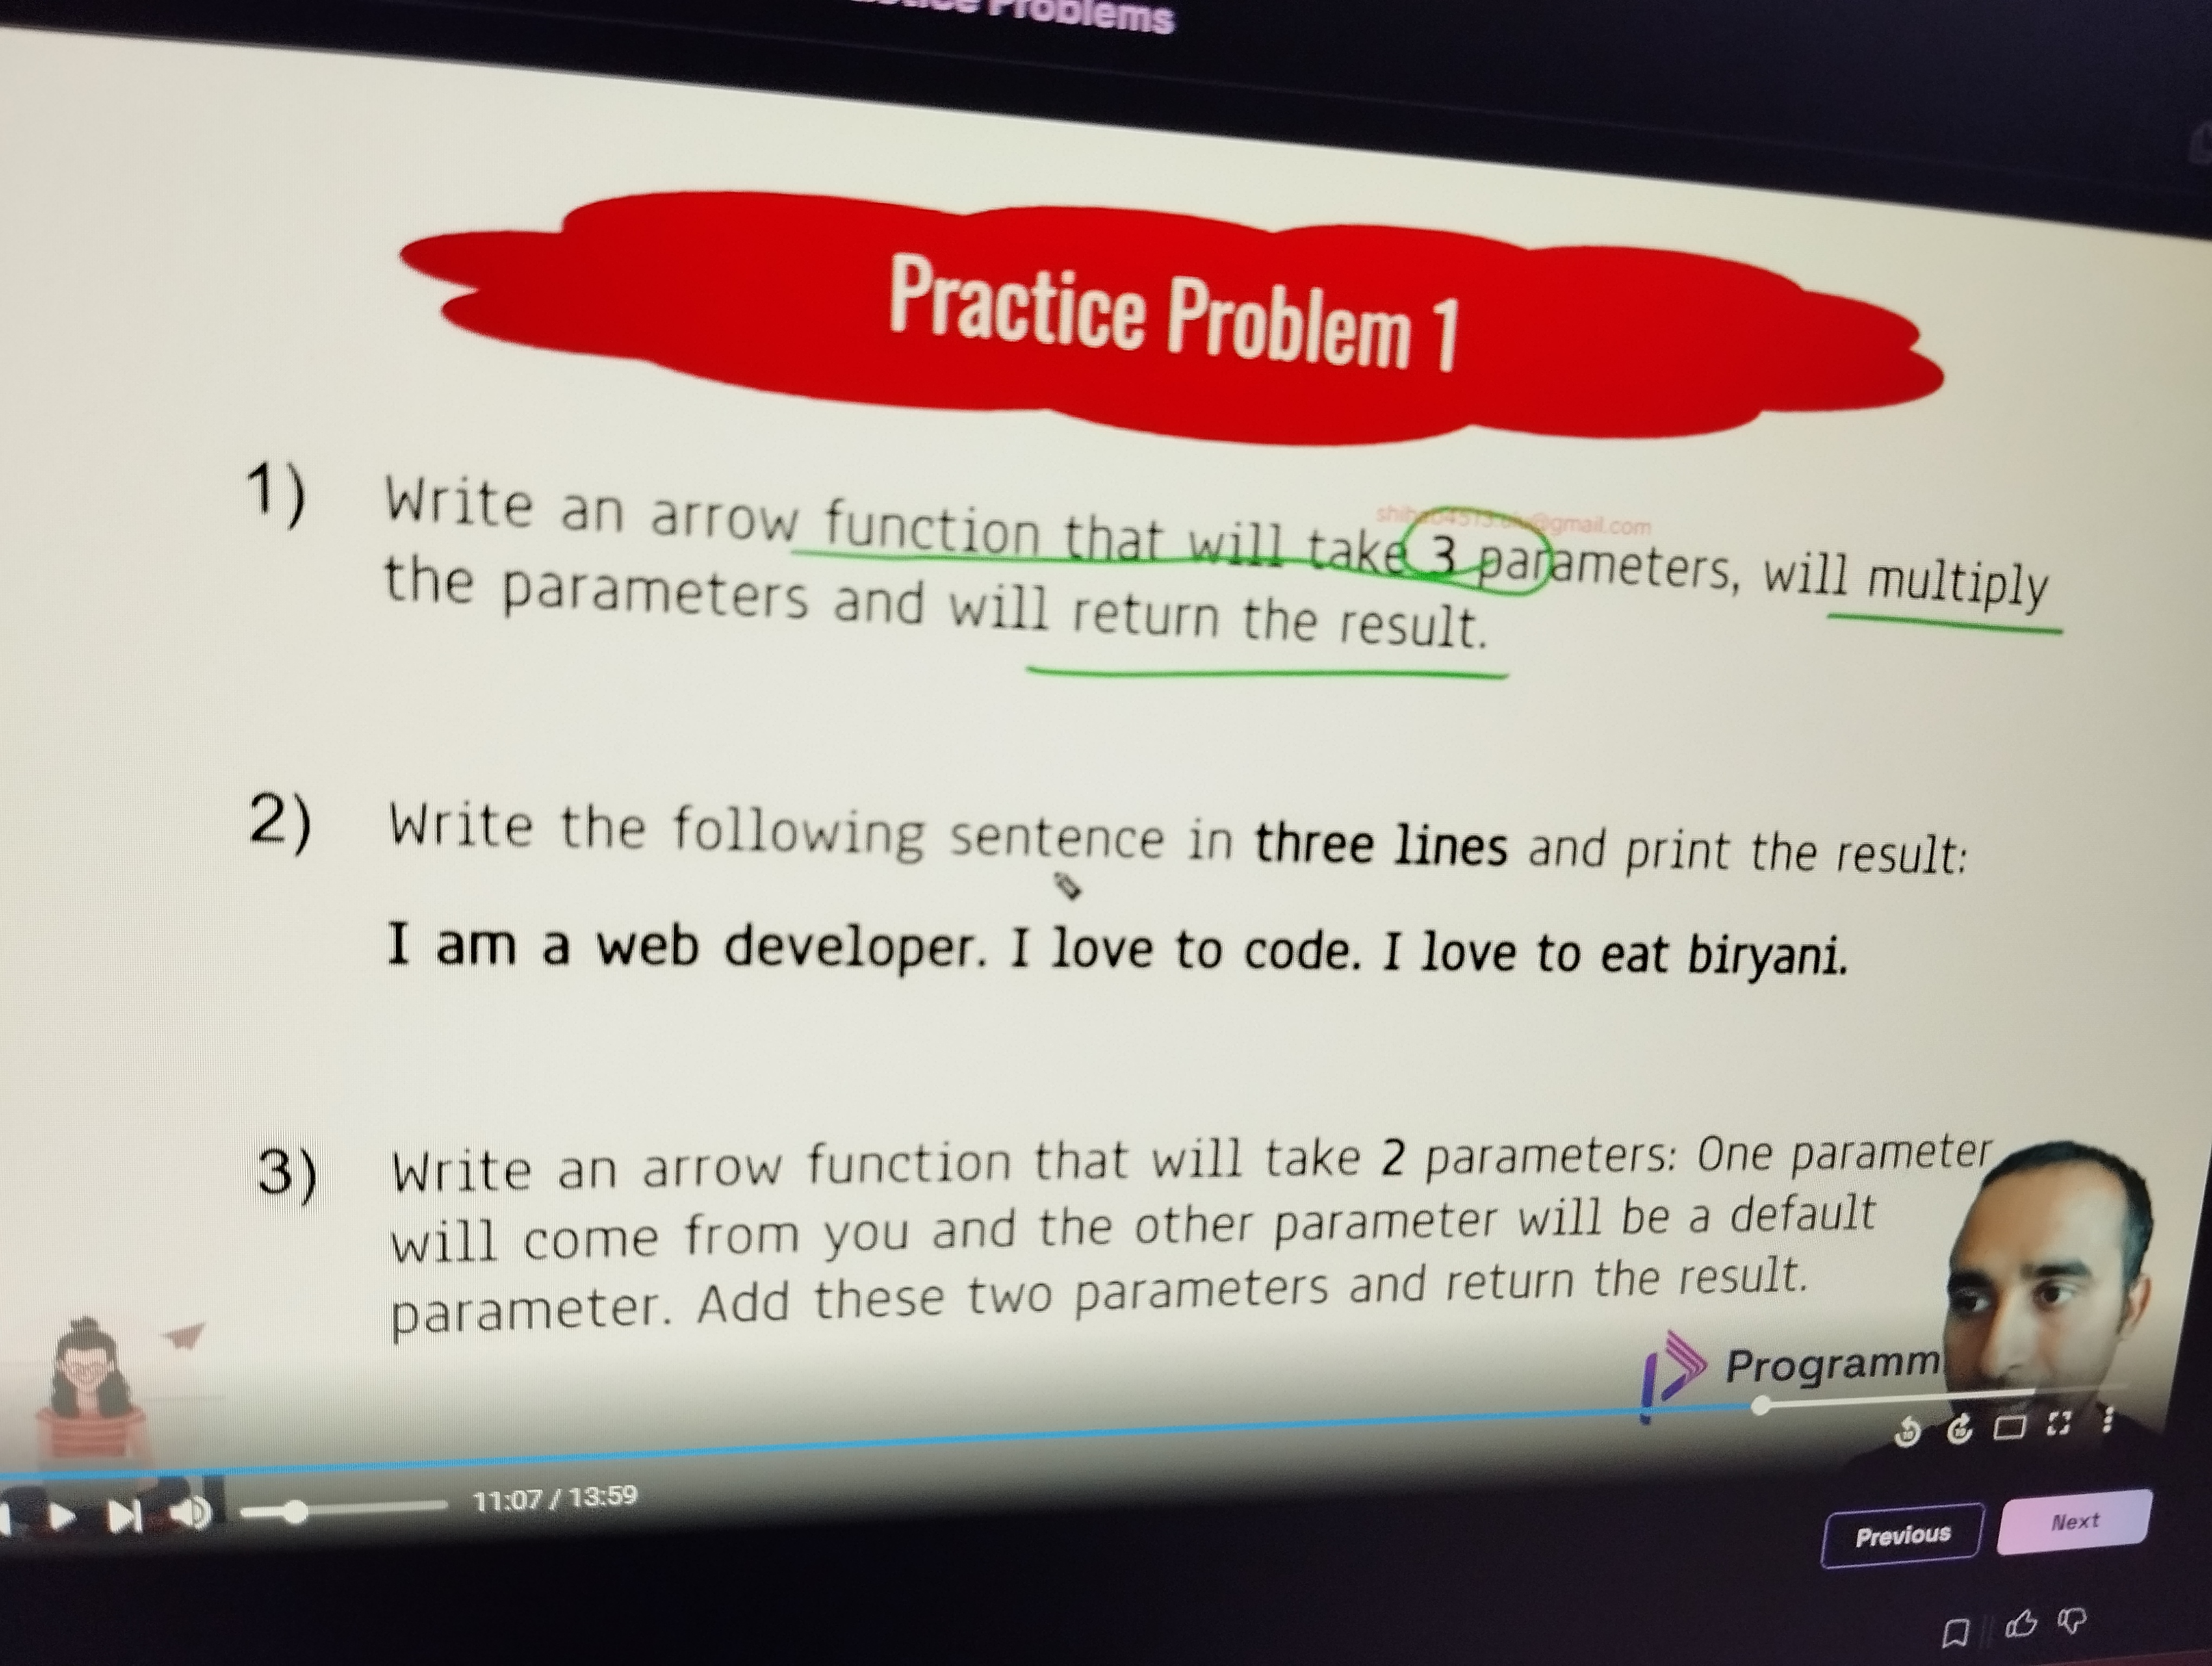 Problems
Practice Problem 1
1) Write an arrow function that will take 3 parameters, will multiply
the parameters and will return the result.
2) Write the following sentence in three lines and print the result:
I am a web developer. I love to code. I love to eat biryani.
3) Write an arrow function that will take 2 parameters: One parameter
will come from you and the other parameter will be a default
parameter. Add these two parameters and return the result.
Programm
11:07 / 13:59
Previous
Next